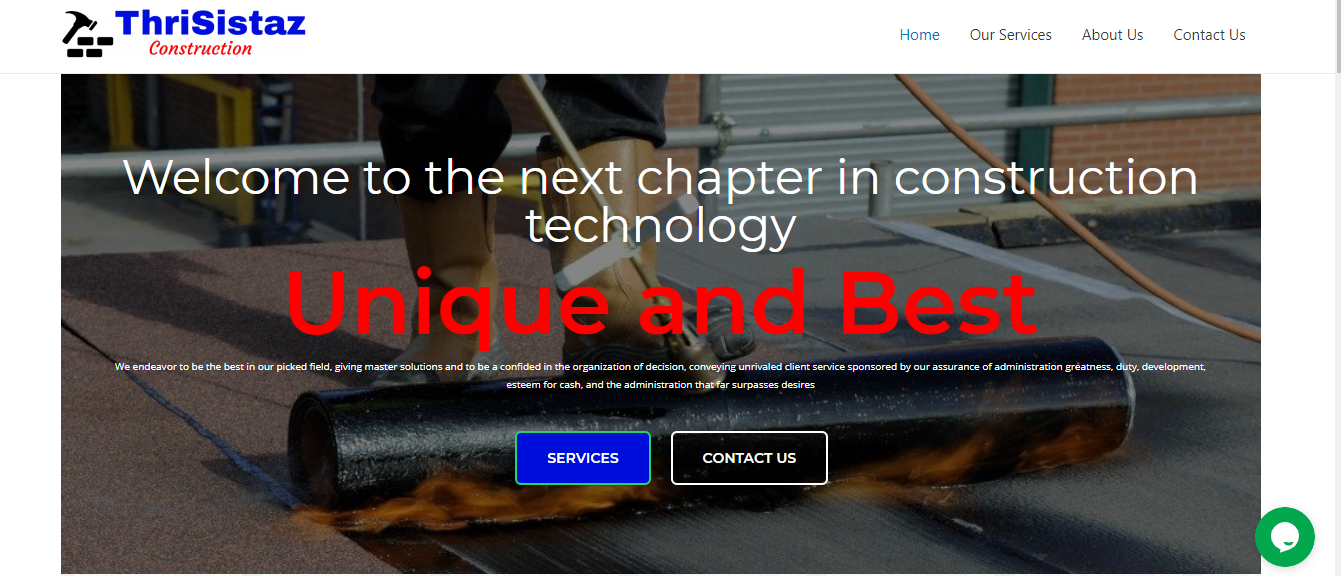 ThriSistaz
Construction
Home Our Services About Us Contact Us
Welcome to the next chapter in construction
technology
Unique and Best
We endeavor to be the best in our picked field, giving master solutions and to be a confided in the organization of decision, conveying unrivaled client service sponsored by our assurance of administration greatness, duty, development,
esteem for cash, and the administration that far surpasses desires
SERVICES CONTACT US